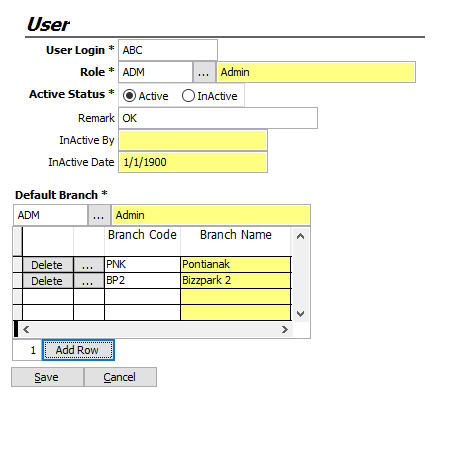 User
User Login * ABC
Role * ADM ... Admin
Active Status * Active InActive
Remark OK
InActive By
InActive Date 1/1/1900
Default Branch *
ADM ... Admin
Branch Code Branch Name
Delete ... PNK Pontianak
Delete ... BP2 Bizzpark 2
1 Add Row
Save Cancel